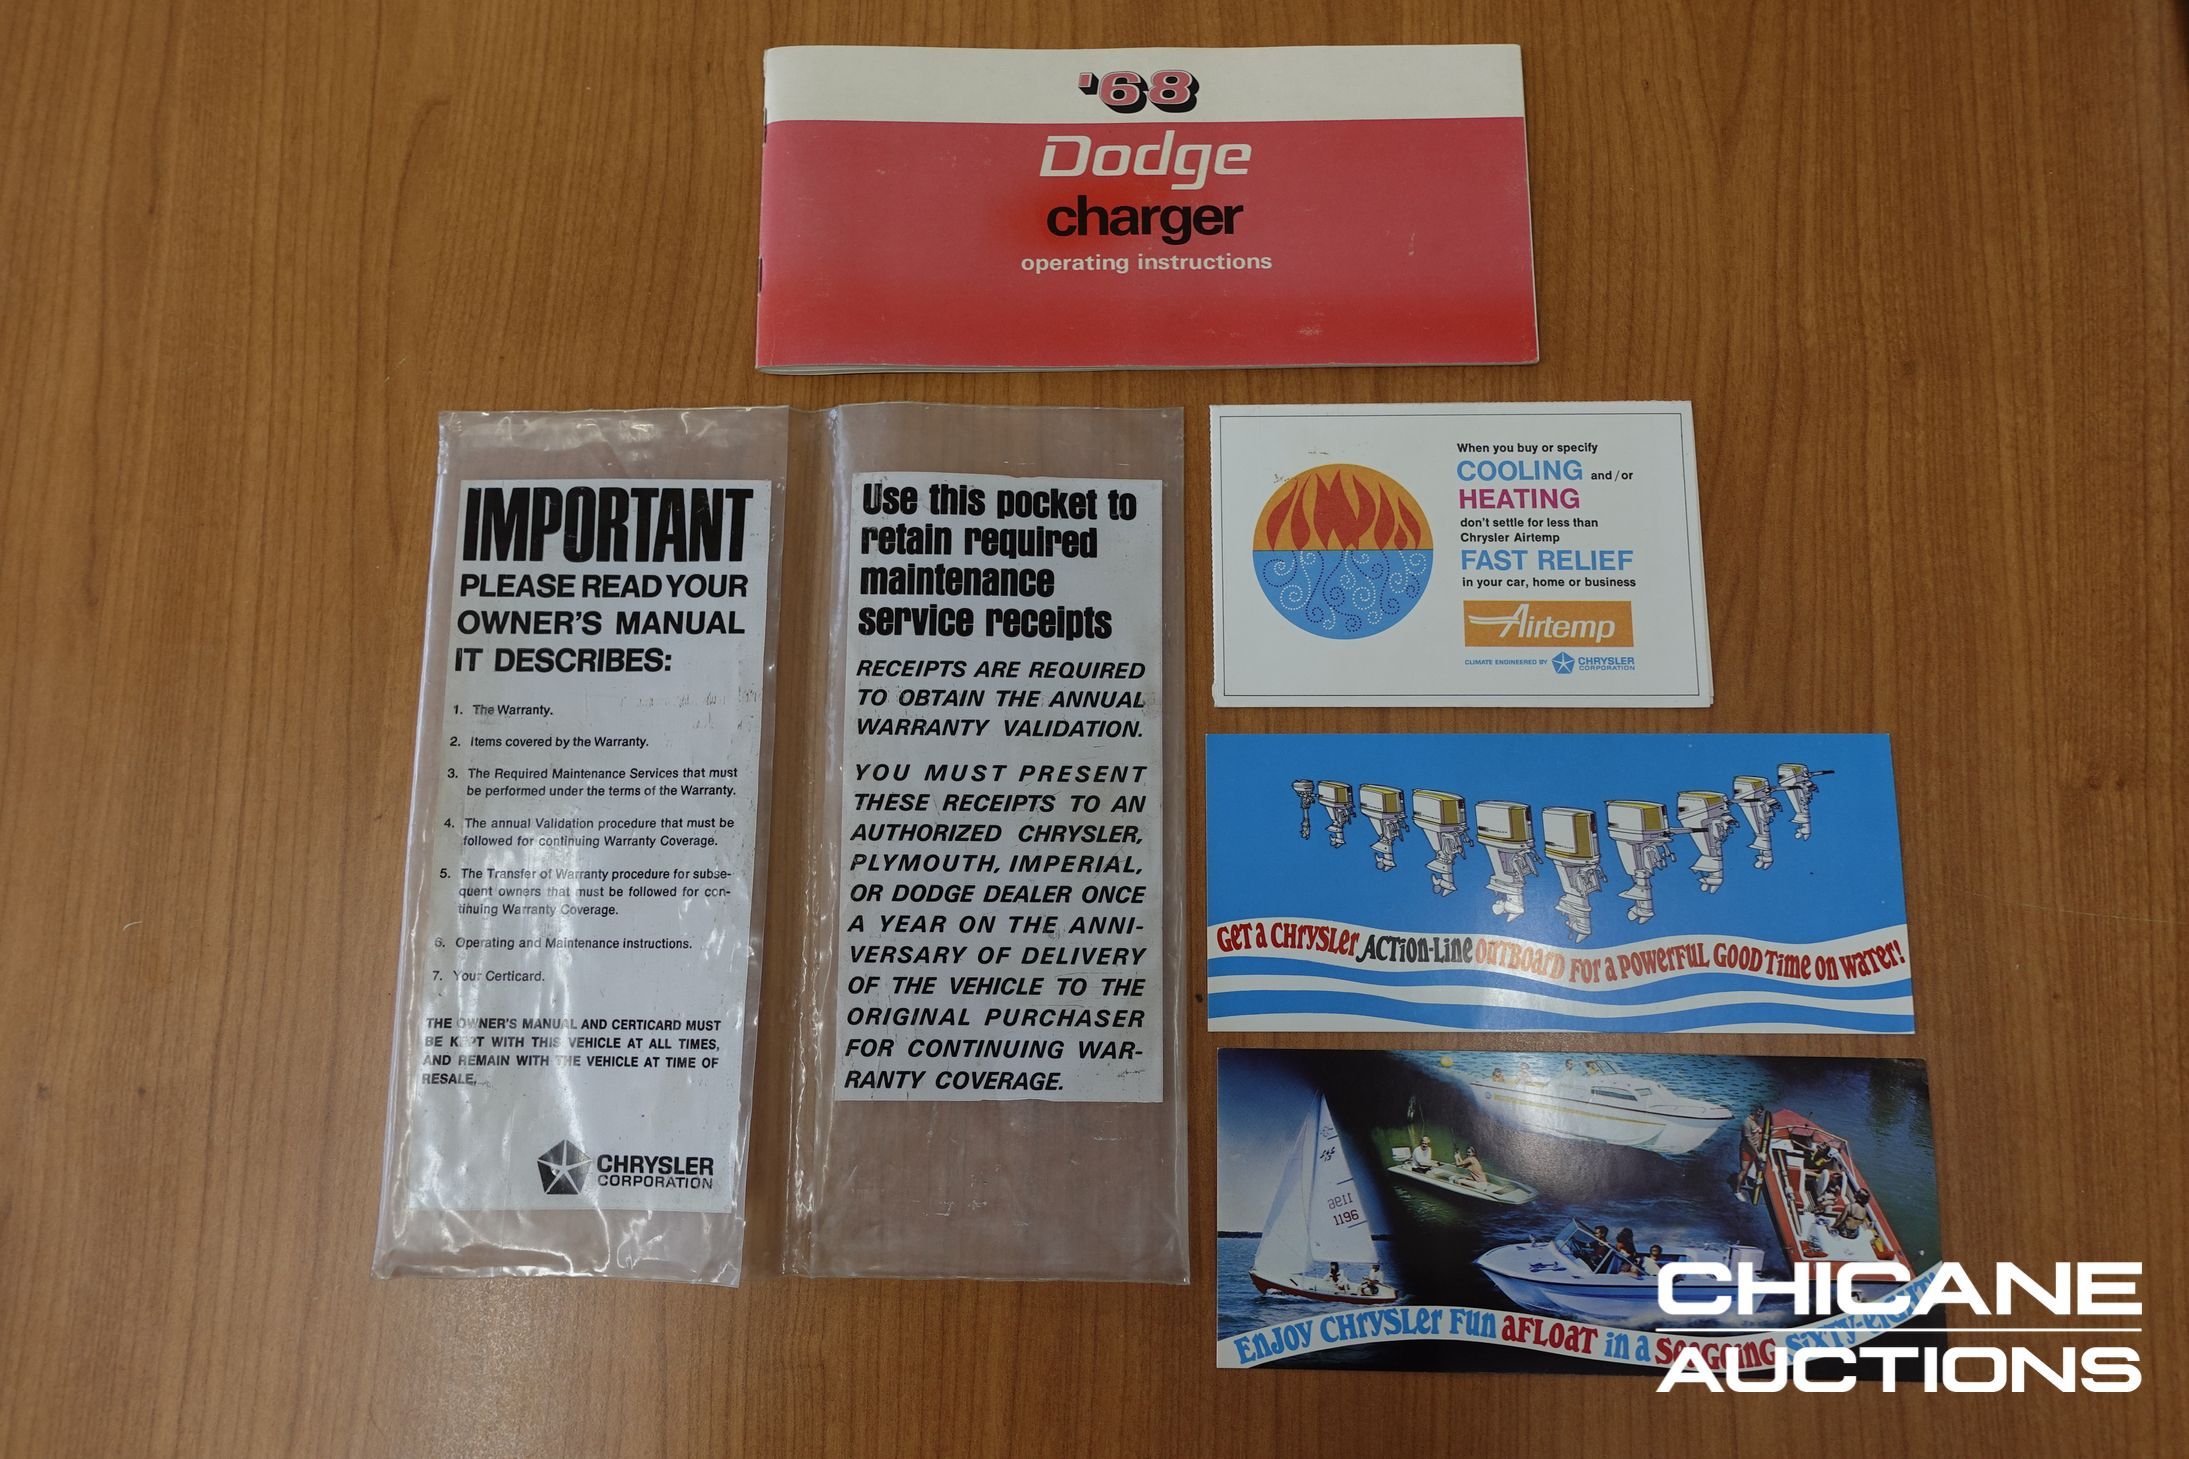 '68
Dodge
charger
operating instructions
IMPORTANT
PLEASE READ YOUR
OWNER'S MANUAL
IT DESCRIBES:
1. The Warranty.
2. Items covered by the Warranty.
3. The Required Maintenance Services that must
be performed under the terms of the Warranty.
4. The annual Validation procedure that must be
followed for continuing Warranty Coverage.
5. The Transfer of Warranty procedure for subse-
quent owners that must be followed for con-
tinuing Warranty Coverage.
6. Operating and Maintenance instructions.
7. Your Certicard.
THE OWNER'S MANUAL AND CERTICARD MUST
BE KEPT WITH THIS VEHICLE AT ALL TIMES,
AND REMAIN WITH THE VEHICLE AT TIME OF
RESALE.
CHRYSLER
CORPORATION
Use this pocket to
retain required
maintenance
service receipts
RECEIPTS ARE REQUIRED
TO OBTAIN THE ANNUAL
WARRANTY VALIDATION.
YOU MUST PRESENT
THESE RECEIPTS TO AN
AUTHORIZED CHRYSLER,
PLYMOUTH, IMPERIAL,
OR DODGE DEALER ONCE
A YEAR ON THE ANNI-
VERSARY OF DELIVERY
OF THE VEHICLE TO THE
ORIGINAL PURCHASER
FOR CONTINUING WAR-
RANTY COVERAGE.
When you buy or specify
COOLING and/or
HEATING
don't settle for less than
Chrysler Airtemp
FAST RELIEF
in your car, home or business
Airtemp
CLIMATE ENGINEERED BY CHRYSLER
CORPORATION
GET a CHrYSLer ACTION-LINE OUTBOARD FOR a POWERFUL GOOD Time on WaTer!
1196
ENJOY CHrYSLer Fun aFLOAT in a SeaGOING SIXTY-EIGHT!
CHICANE
AUCTIONS